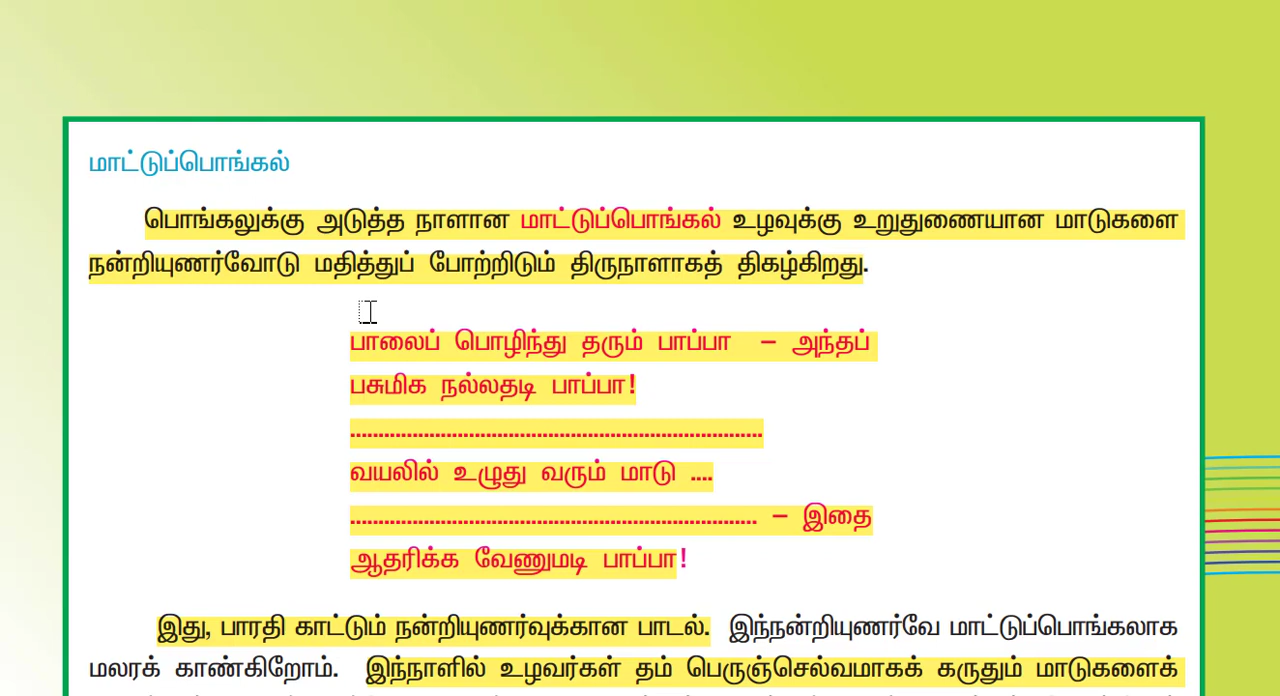 மாட்டுப்பொங்கல்
பொங்கலுக்கு அடுத்த நாளான மாட்டுப்பொங்கல் உழவுக்கு உறுதுணையான மாடுகளை
நன்றியுணர்வோடு மதித்துப் போற்றிடும் திருநாளாகத் திகழ்கிறது.
பாலைப் பொழிந்து தரும் பாப்பா – அந்தப்
பசுமிக நல்லதடி பாப்பா!
.........................................................................
வயலில் உழுது வரும் மாடு ....
........................................................................ – இதை
ஆதரிக்க வேணுமடி பாப்பா!
இது, பாரதி காட்டும் நன்றியுணர்வுக்கான பாடல். இந்நன்றியுணர்வே மாட்டுப்பொங்கலாக
மலரக் காண்கிறோம். இந்நாளில் உழவர்கள் தம் பெருஞ்செல்வமாகக் கருதும் மாடுகளைக்